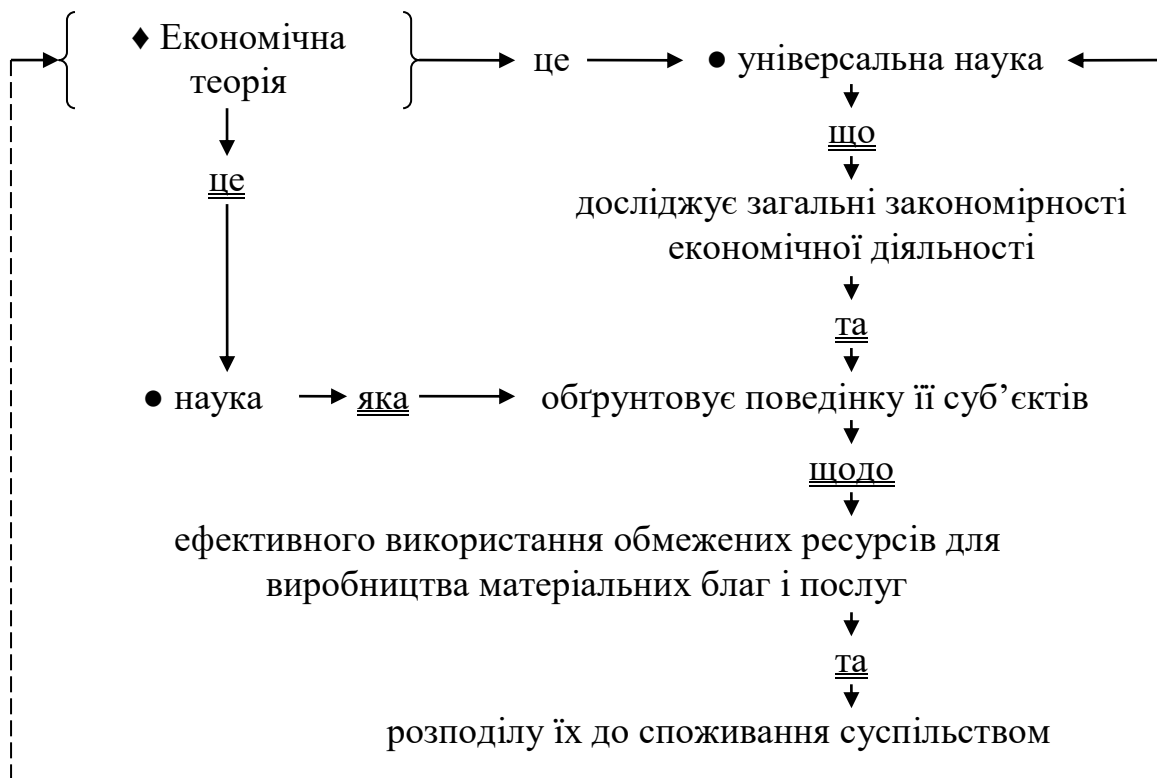 ♦ Економічна
теорія
це
● універсальна наука
що
це
досліджує загальні закономірності
економічної діяльності
та
● наука
яка
обґрунтовує поведінку її суб’єктів
щодо
ефективного використання обмежених ресурсів для
виробництва матеріальних благ і послуг
та
розподілу їх до споживання суспільством